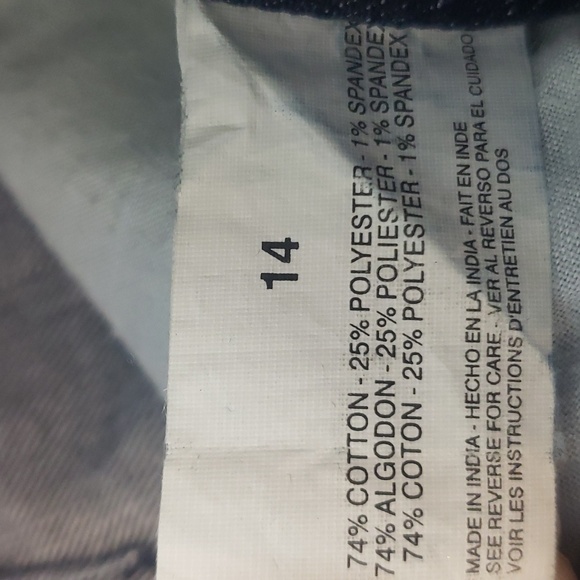 14
74% COTTON - 25% POLYESTER - 1% SPANDEX
74% ALGODON - 25% POLIESTER - 1% SPANDEX
74% COTON - 25% POLYESTER - 1% SPANDEX
MADE IN INDIA - HECHO EN LA INDIA - FAIT EN INDE
SEE REVERSE FOR CARE - VER AL REVERSO PARA EL CUIDADO
VOIR LES INSTRUCTIONS D'ENTRETIEN AU DOS